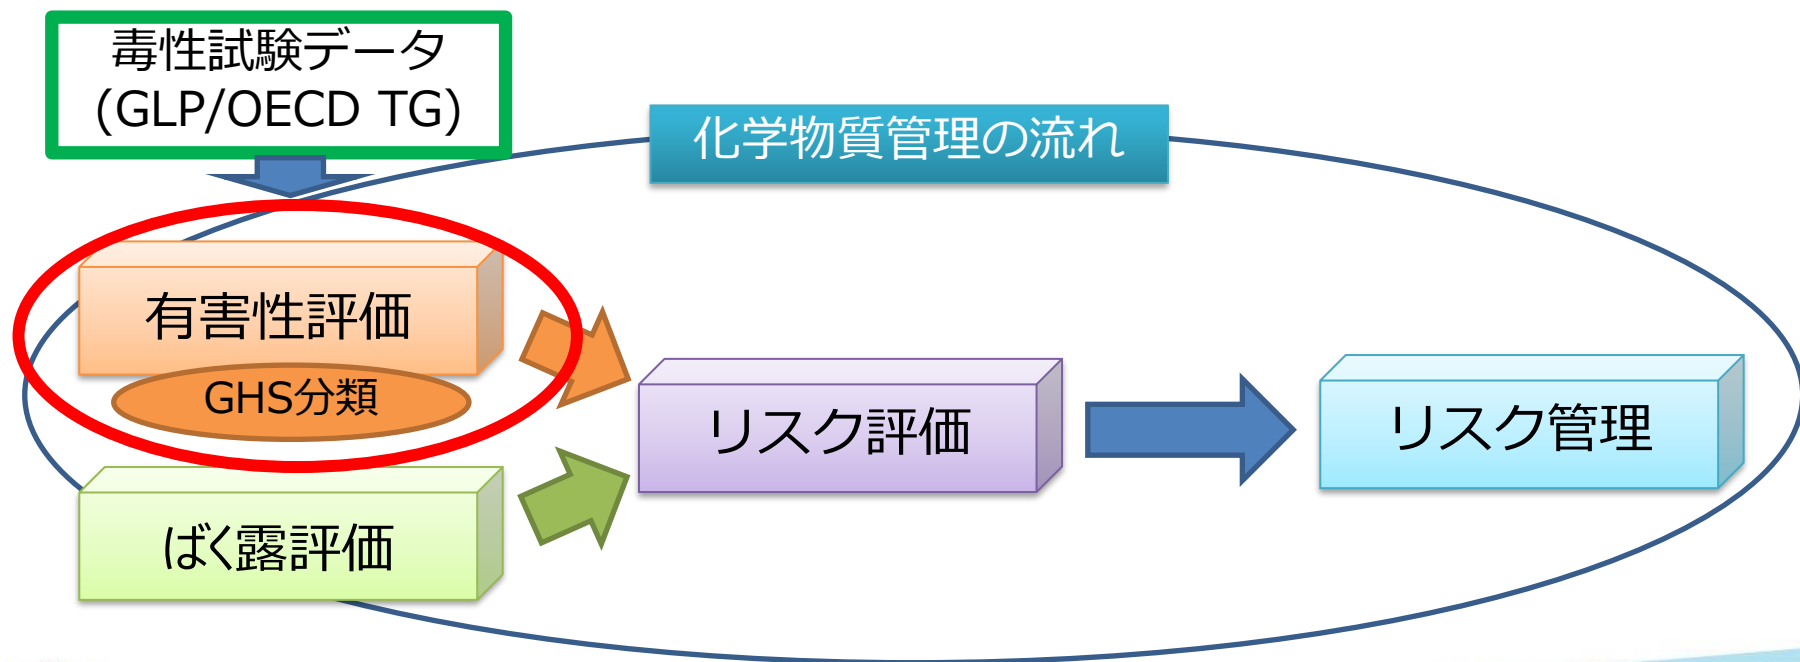 毒性試験データ
(GLP/OECD TG)
化学物質管理の流れ
有害性評価
GHS分類
リスク評価
リスク管理
ばく露評価